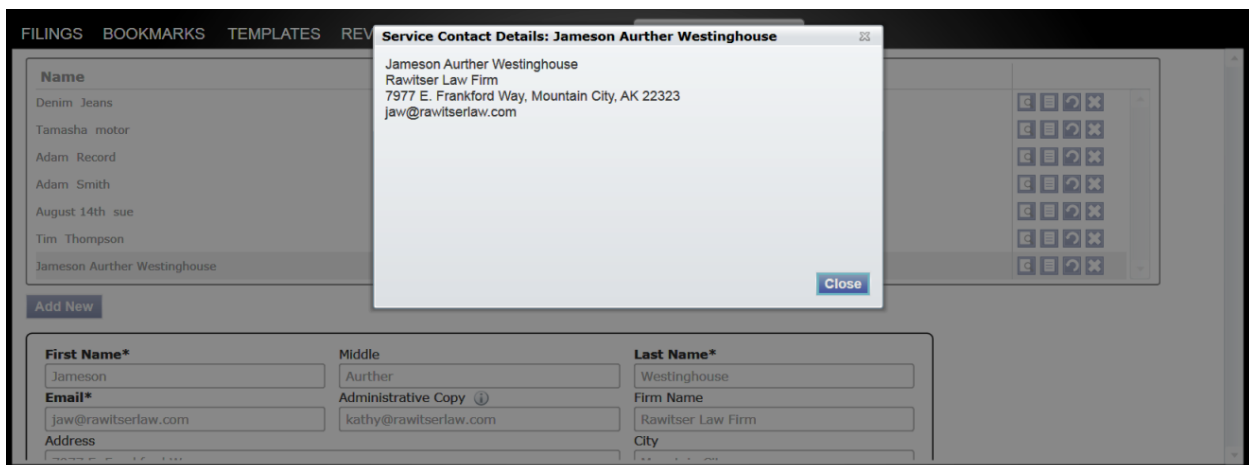 FILINGS BOOKMARKS TEMPLATES REV
Service Contact Details: Jameson Aurther Westinghouse
Jameson Aurther Westinghouse
Rawitser Law Firm
7977 E. Frankford Way, Mountain City, AK 22323
jaw@rawitserlaw.com
Close
Name
Denim Jeans
Tamasha motor
Adam Record
Adam Smith
August 14th sue
Tim Thompson
Jameson Aurther Westinghouse
Add New
First Name* Middle Last Name*
Jameson Aurther Westinghouse
Email* Administrative Copy Firm Name
jaw@rawitserlaw.com kathy@rawitserlaw.com Rawitser Law Firm
Address City